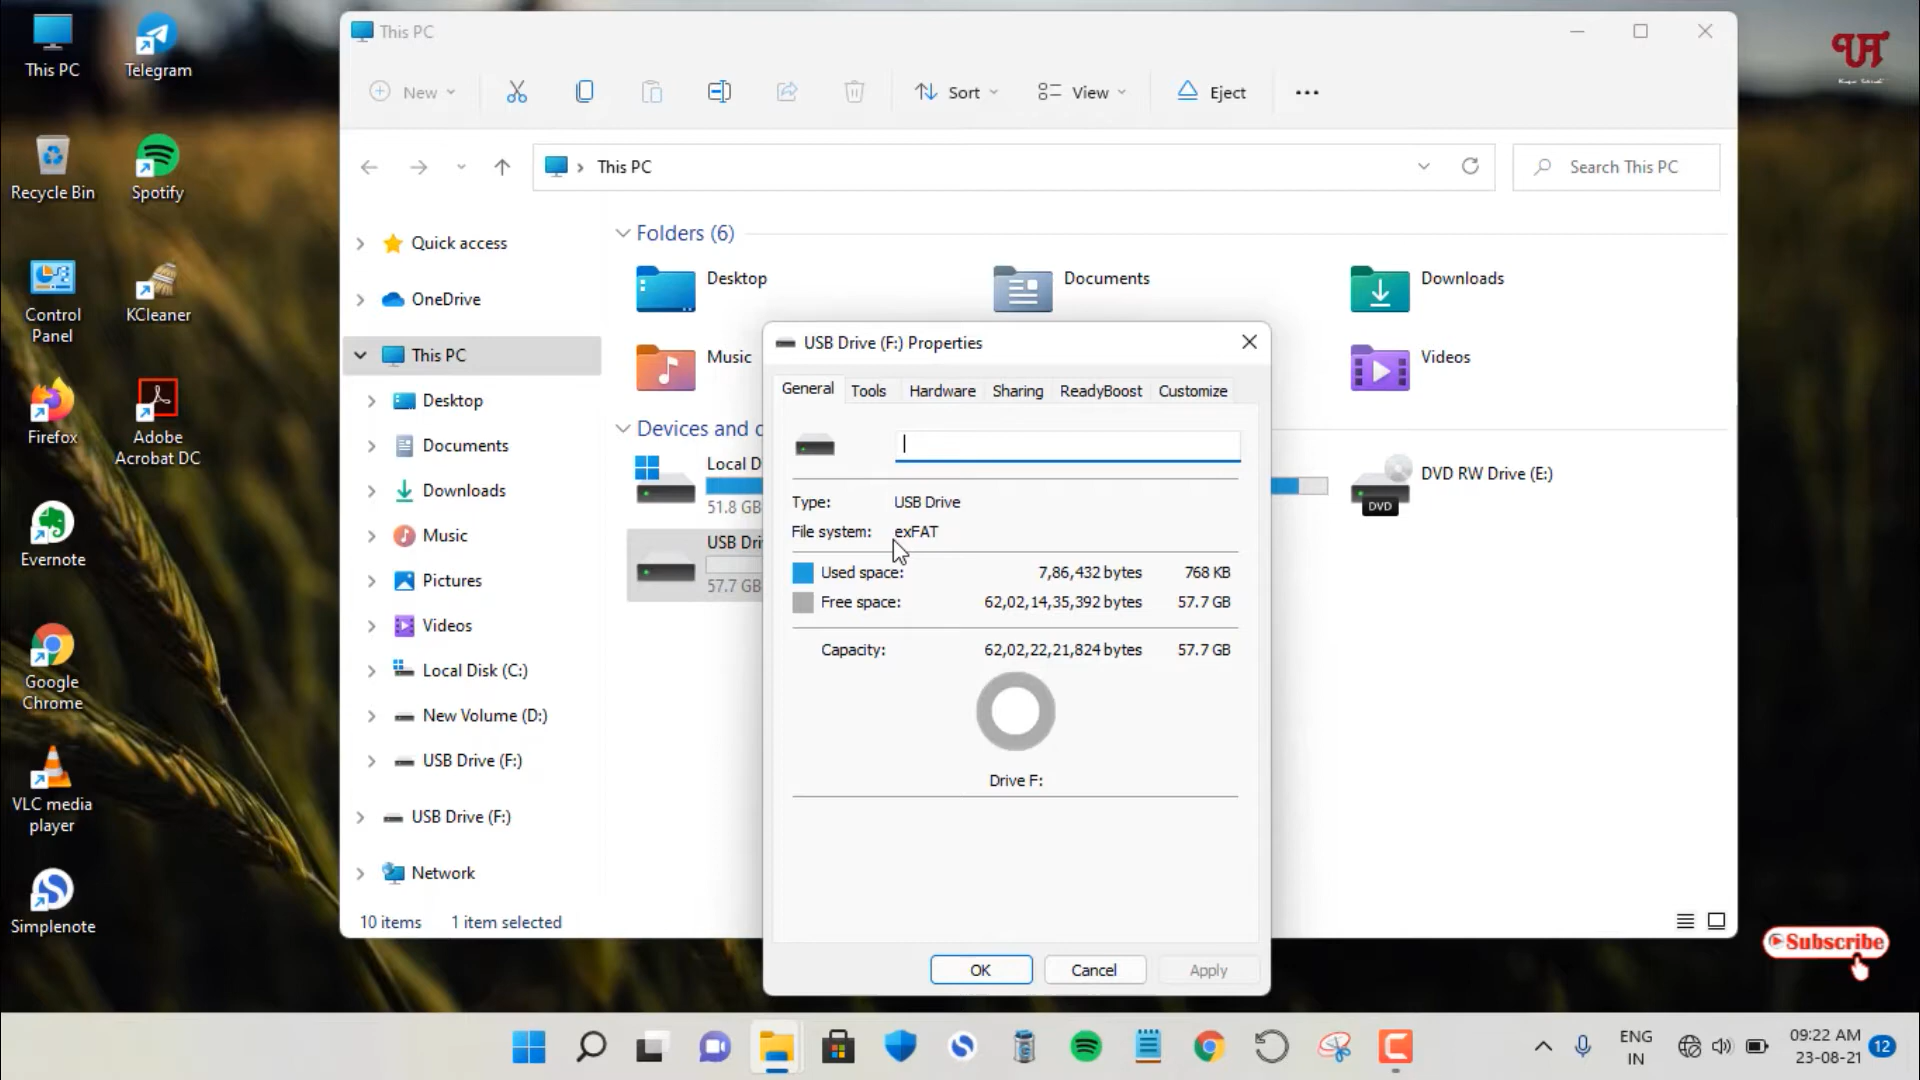 This PC
Telegram
Recycle Bin
Spotify
Control
Panel
KCleaner
Firefox
Adobe
Acrobat DC
Evernote
Google
Chrome
VLC media
player
Simplenote
This PC
New
Sort
View
Eject
This PC
Search This PC
Quick access
OneDrive
This PC
Desktop
Documents
Downloads
Music
Pictures
Videos
Local Disk (C:)
New Volume (D:)
USB Drive (F:)
USB Drive (F:)
Network
10 items 1 item selected
Folders (6)
Desktop
Documents
Downloads
Music
Videos
Devices and d
Local D
51.8 GB
USB Dri
57.7 GB
DVD RW Drive (E:)
DVD
USB Drive (F:) Properties
General Tools Hardware Sharing ReadyBoost Customize
Type: USB Drive
File system: exFAT
Used space: 7,86,432 bytes 768 KB
Free space: 62,02,14,35,392 bytes 57.7 GB
Capacity: 62,02,22,21,824 bytes 57.7 GB
Drive F:
OK Cancel Apply
Subscribe
ENG
IN
09:22 AM
23-08-21
12